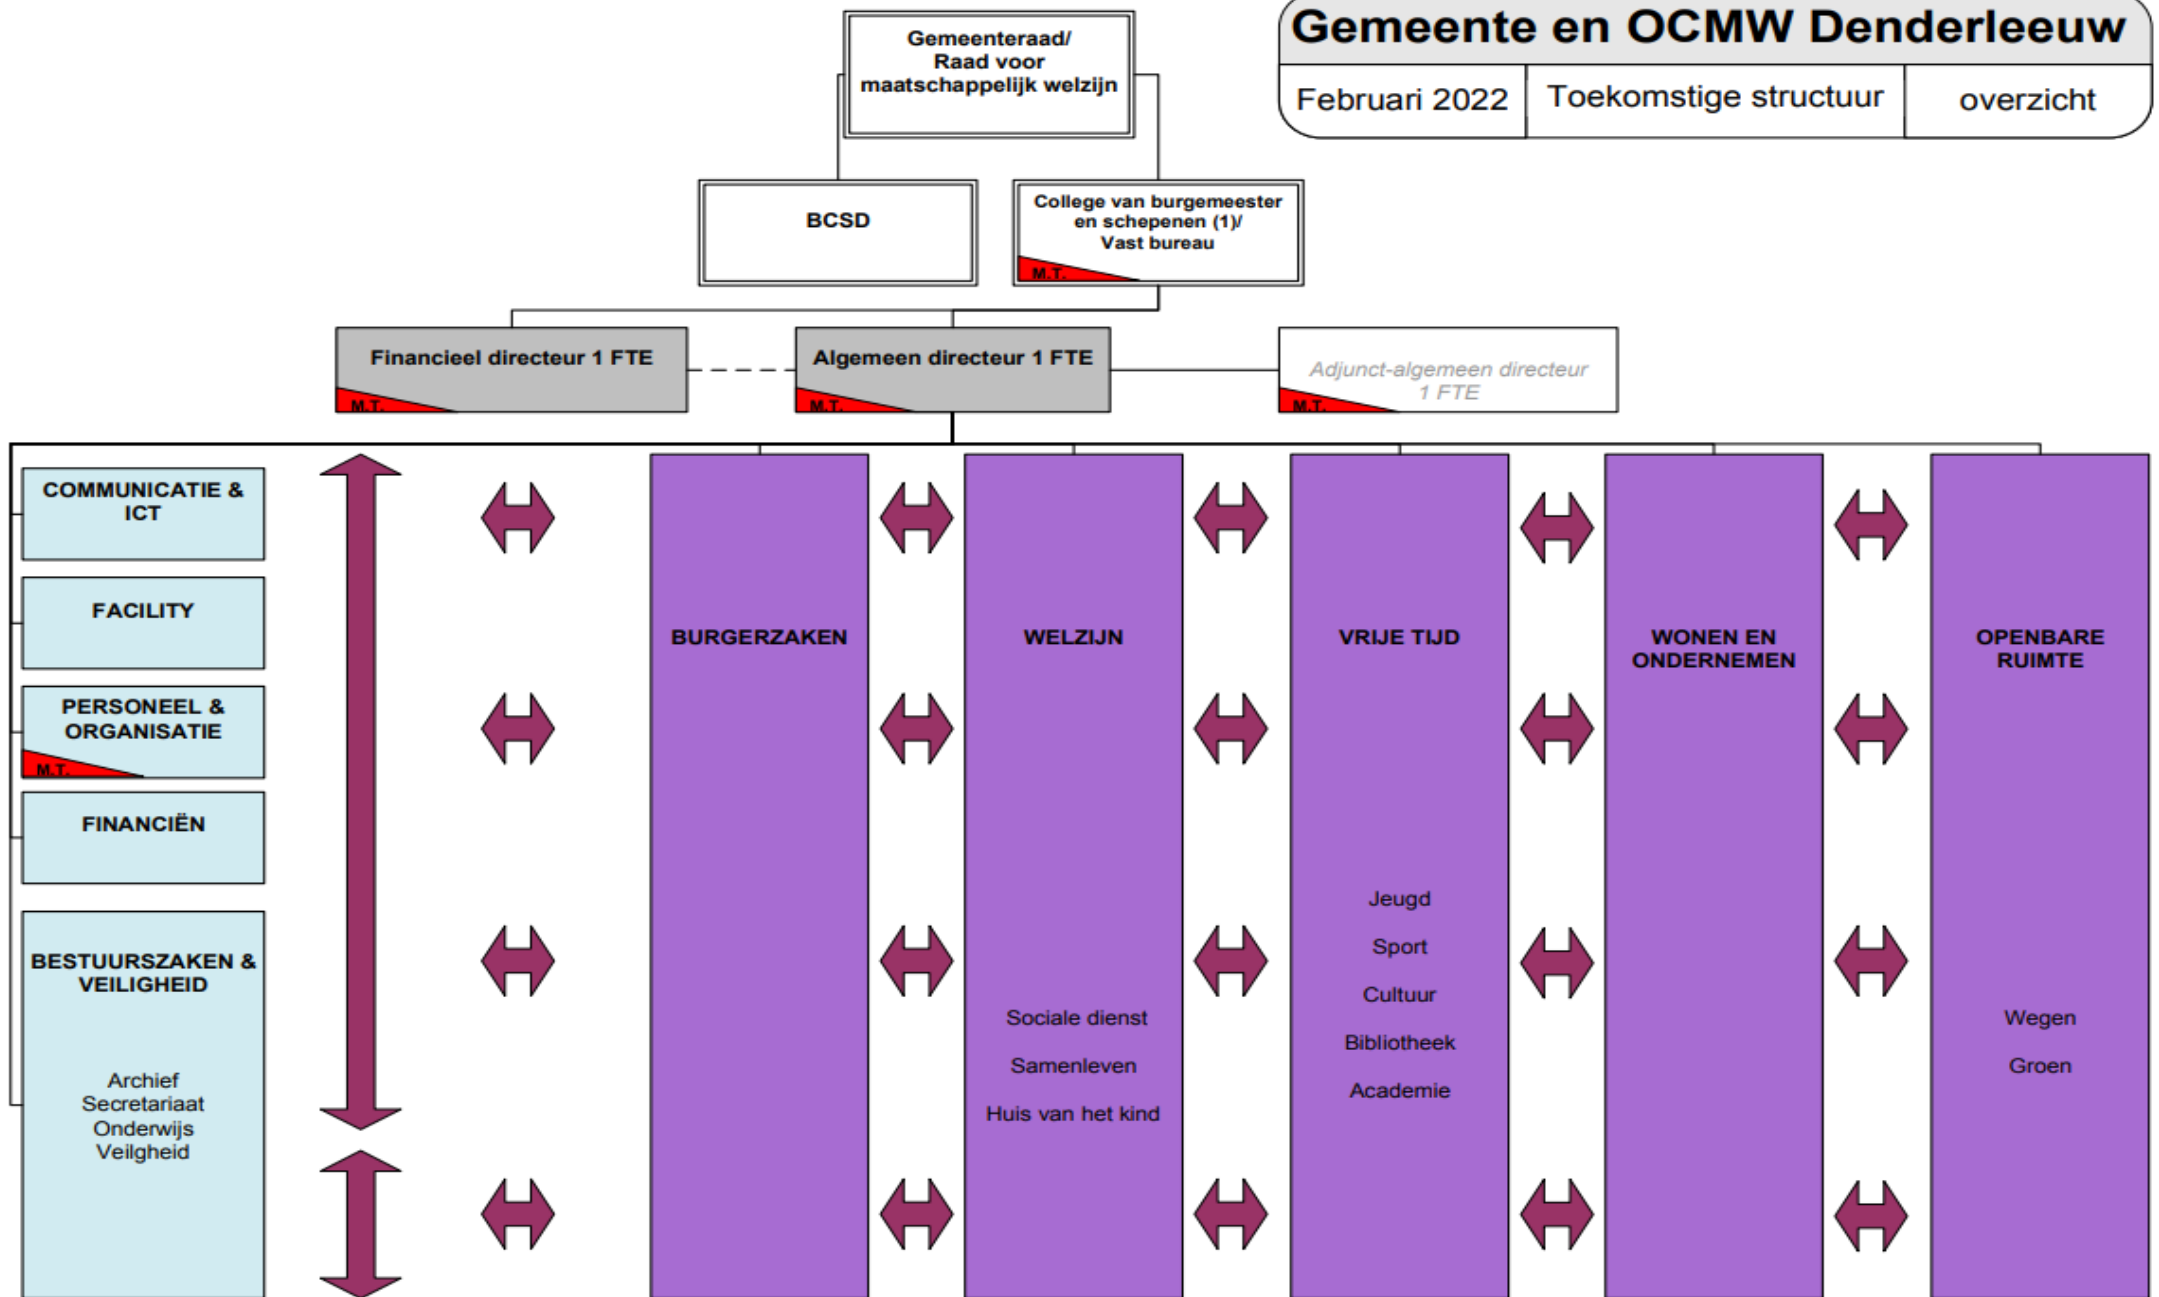 Gemeente en OCMW Denderleeuw
Februari 2022
Toekomstige structuur
overzicht
Gemeenteraad/
Raad voor
maatschappelijk welzijn
BCSD
College van burgemeester
en schepenen (1)/
Vast bureau
M.T.
Financieel directeur 1 FTE
M.T.
Algemeen directeur 1 FTE
M.T.
Adjunct-algemeen directeur
1 FTE
M.T.
COMMUNICATIE &
ICT
FACILITY
PERSONEEL &
ORGANISATIE
M.T.
FINANCIËN
BESTUURSZAKEN &
VEILIGHEID
Archief
Secretariaat
Onderwijs
Veilgheid
BURGERZAKEN
WELZIJN
Sociale dienst
Samenleven
Huis van het kind
VRIJE TIJD
Jeugd
Sport
Cultuur
Bibliotheek
Academie
WONEN EN
ONDERNEMEN
OPENBARE
RUIMTE
Wegen
Groen